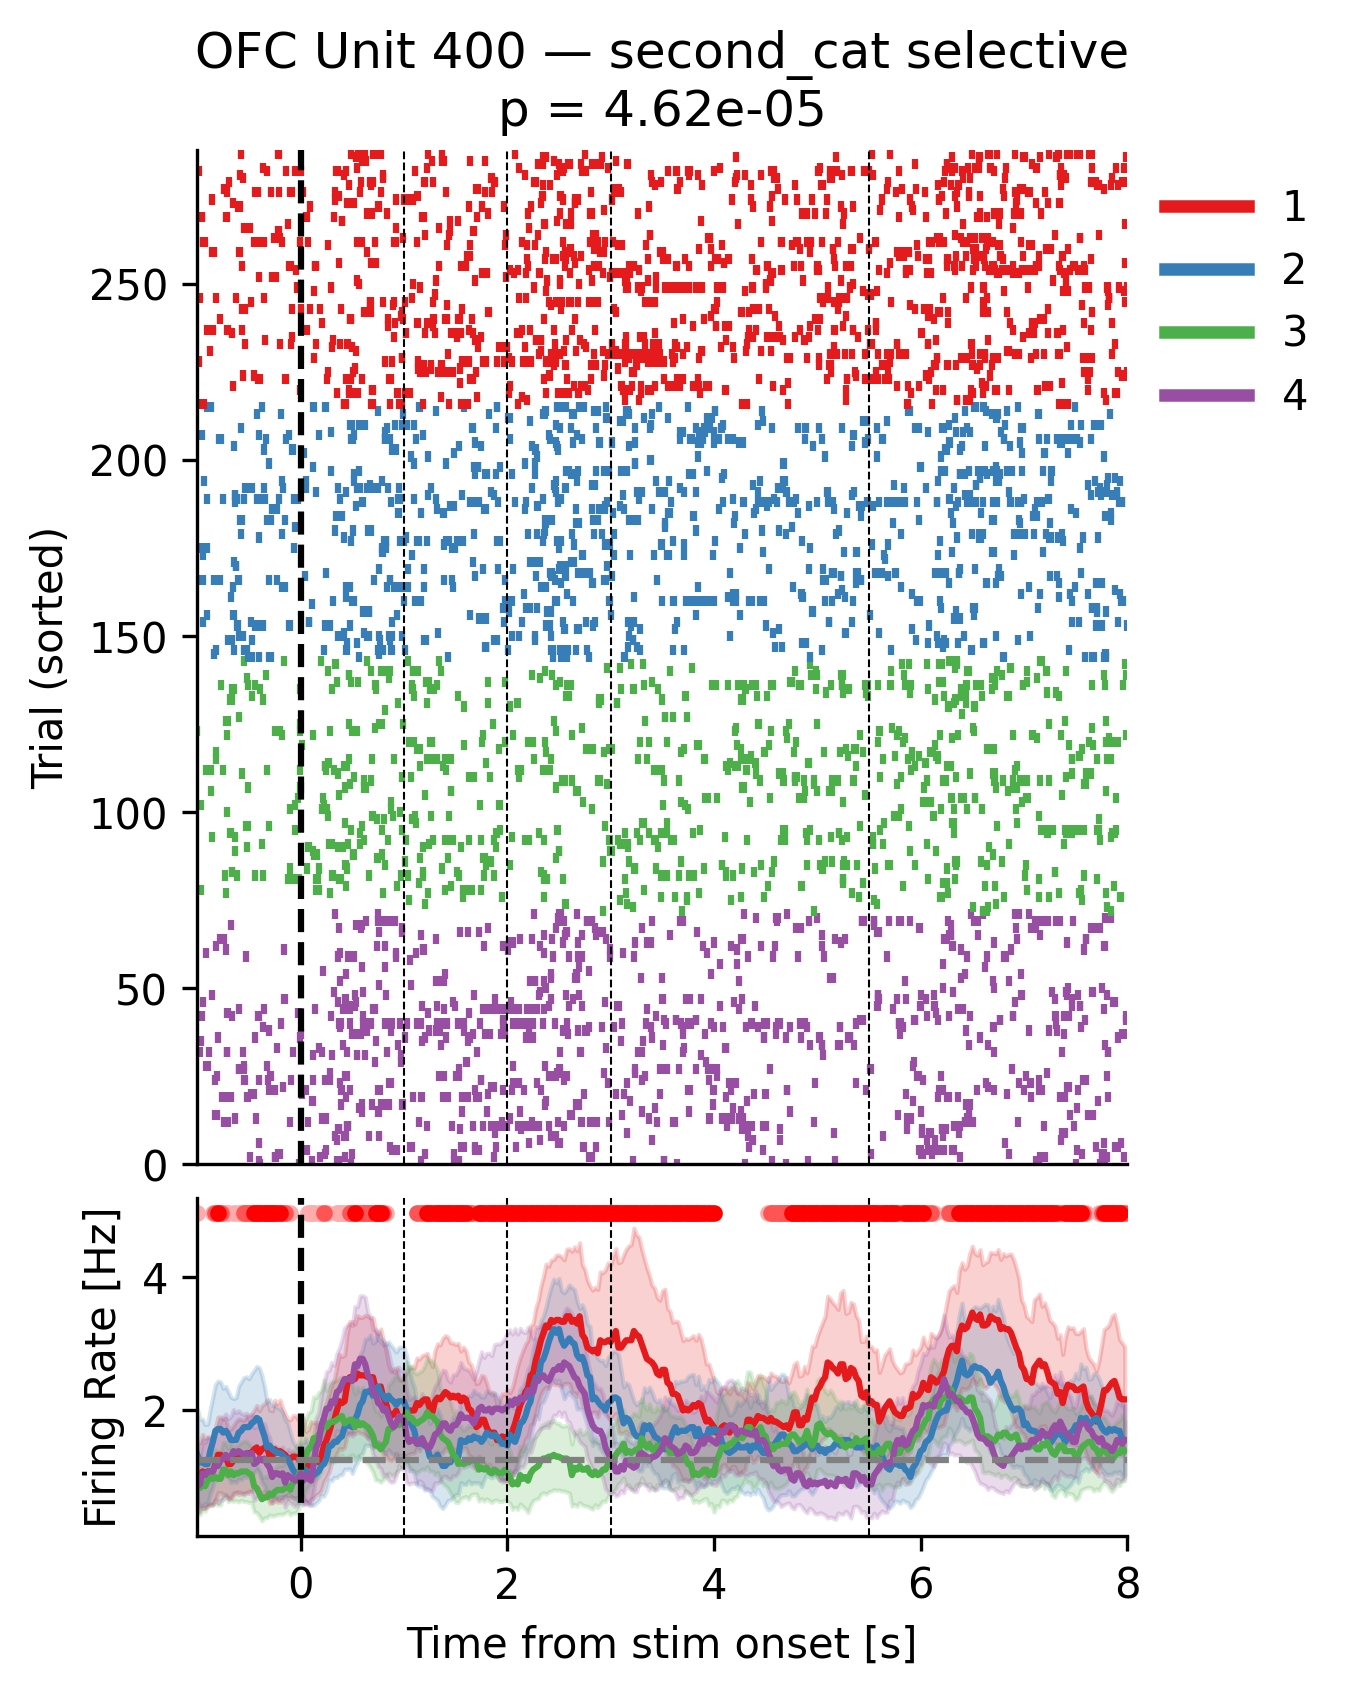 OFC Unit 400 — second_cat selective
p = 4.62e-05
1
2
3
4
250
200
150
100
50
0
Trial (sorted)
4
2
Firing Rate [Hz]
0 2 4 6 8
Time from stim onset [s]